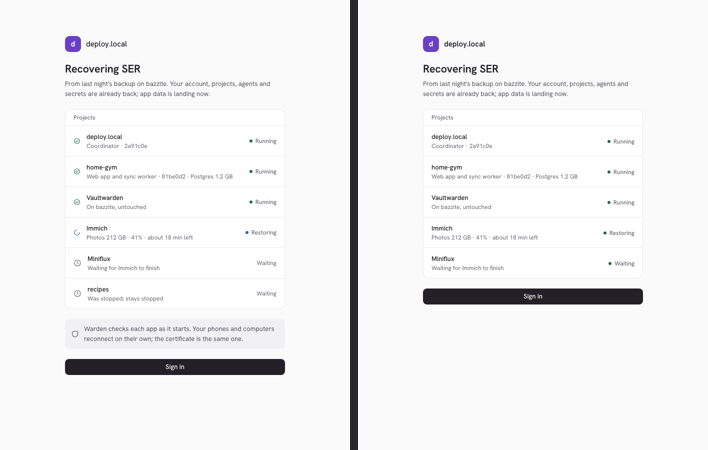 d deploy.local
Recovering SER
From last night's backup on bazzite. Your account, projects, agents and
secrets are already back; app data is landing now.
Projects
deploy.local
Coordinator · 2a91c0e
Running
home-gym
Web app and sync worker · 81be0d2 · Postgres 1.2 GB
Running
Vaultwarden
On bazzite, untouched
Running
Immich
Photos 212 GB · 41% · about 18 min left
Restoring
Miniflux
Waiting for Immich to finish
Waiting
recipes
Was stopped; stays stopped
Waiting
Warden checks each app as it starts. Your phones and computers
reconnect on their own; the certificate is the same one.
Sign in
d deploy.local
Recovering SER
From last night's backup on bazzite. Your account, projects, agents and
secrets are already back; app data is landing now.
Projects
deploy.local
Coordinator · 2a91c0e
Running
home-gym
Web app and sync worker · 81be0d2 · Postgres 1.2 GB
Running
Vaultwarden
On bazzite, untouched
Running
Immich
Photos 212 GB · 41% · about 18 min left
Restoring
Miniflux
Waiting for Immich to finish
Waiting
Sign in